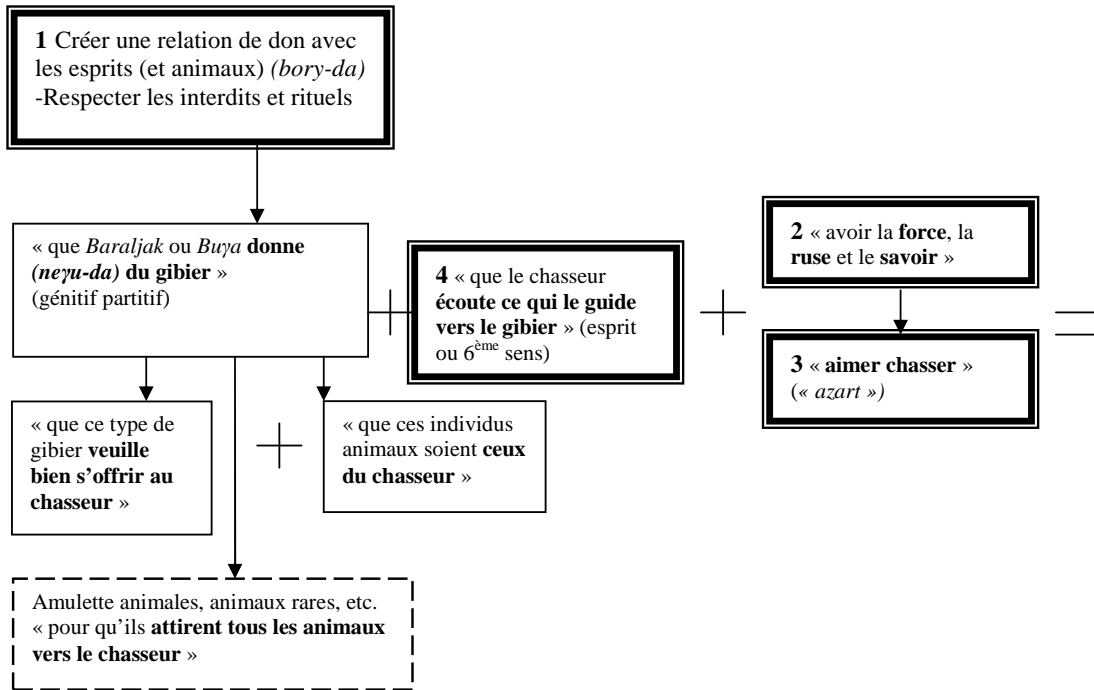 1 Créer une relation de don avec
les esprits (et animaux) (bory-da)
-Respecter les interdits et rituels
« que Baraljak ou Buγa donne
(neγu-da) du gibier »
(génitif partitif)
4 « que le chasseur
écoute ce qui le guide
vers le gibier » (esprit
ou 6ème sens)
2 « avoir la force, la
ruse et le savoir »
3 « aimer chasser »
(« azart »)
« que ce type de
gibier veuille
bien s’offrir au
chasseur »
« que ces individus
animaux soient ceux
du chasseur »
Amulette animales, animaux rares, etc.
« pour qu’ils attirent tous les animaux
vers le chasseur »